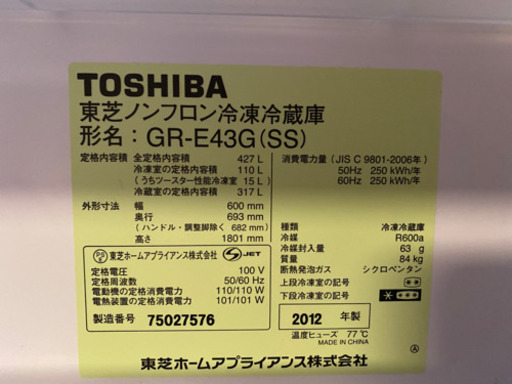 TOSHIBA
東芝ノンフロン冷凍冷蔵庫
形名：GR-E43G(SS)
定格内容積 全定格内容積 427 L
冷凍室の定格内容積 110 L
(うちツースター性能冷凍室 15 L)
冷蔵室の定格内容積 317 L
外形寸法 幅 600 mm
奥行 693 mm
(ハンドル・調整脚除く 682 mm)
高さ 1801 mm
東芝ホームアプライアンス株式会社 JET
定格電圧 100 V
定格周波数 50/60 Hz
電動機の定格消費電力 110/110 W
電熱装置の定格消費電力 101/101 W
製造番号 75027576
消費電力量 (JIS C 9801-2006年)
50Hz 250 kWh/年
60Hz 250 kWh/年
種類 冷凍冷蔵庫
冷媒 R600a
冷媒封入量 63 g
質量 84 kg
断熱発泡ガス シクロペンタン
上段冷凍室の記号
下段冷凍室の記号
2012 年製
温度ヒューズ 77℃
MADE IN CHINA
東芝ホームアプライアンス株式会社
Ⓐ